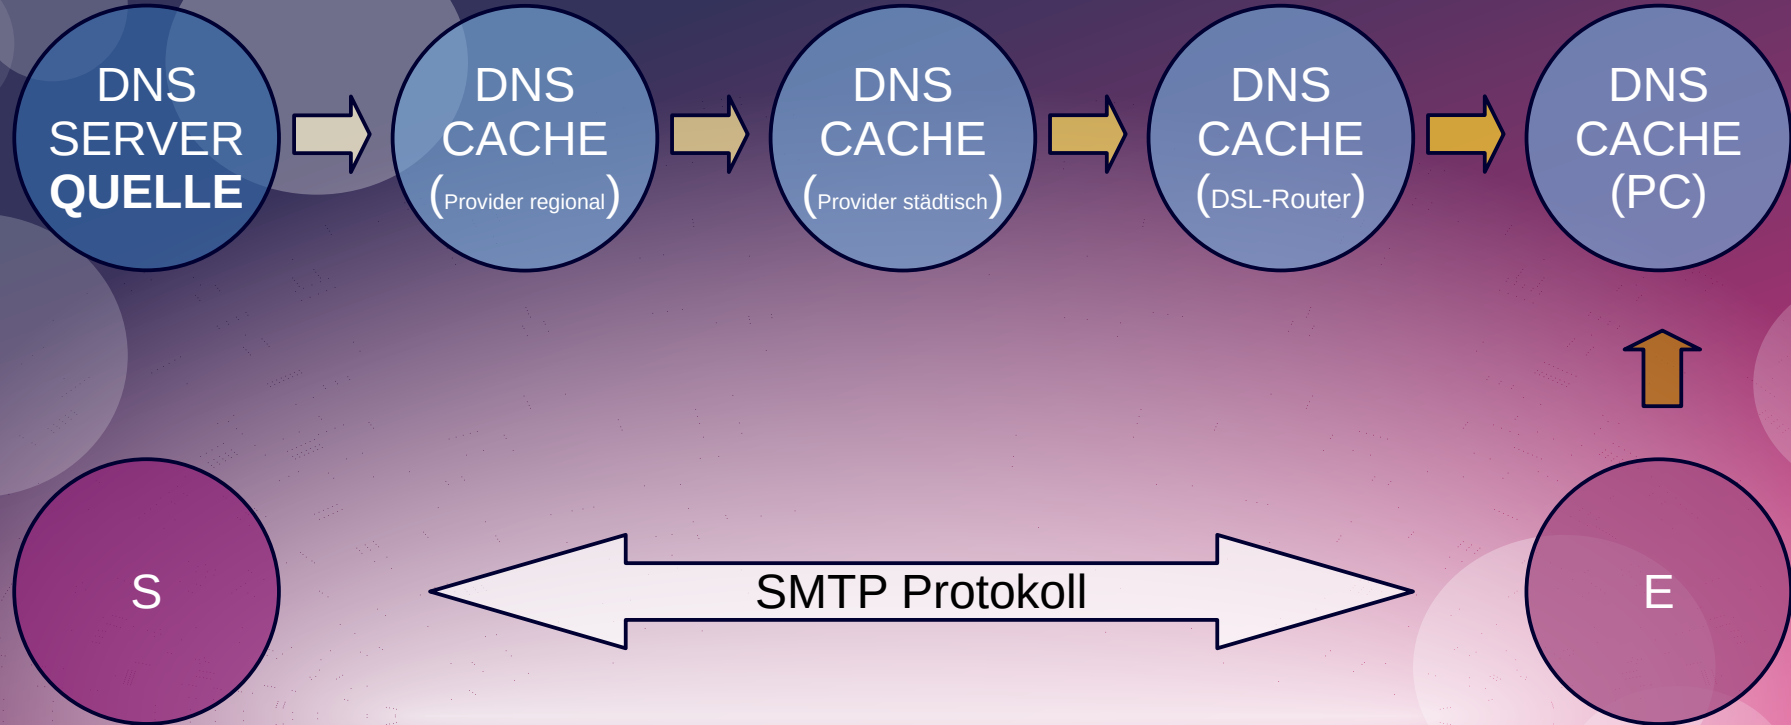 DNS
SERVER
QUELLE
DNS
CACHE
(Provider regional)
DNS
CACHE
(Provider städtisch)
DNS
CACHE
(DSL-Router)
DNS
CACHE
(PC)
S
SMTP Protokoll
E